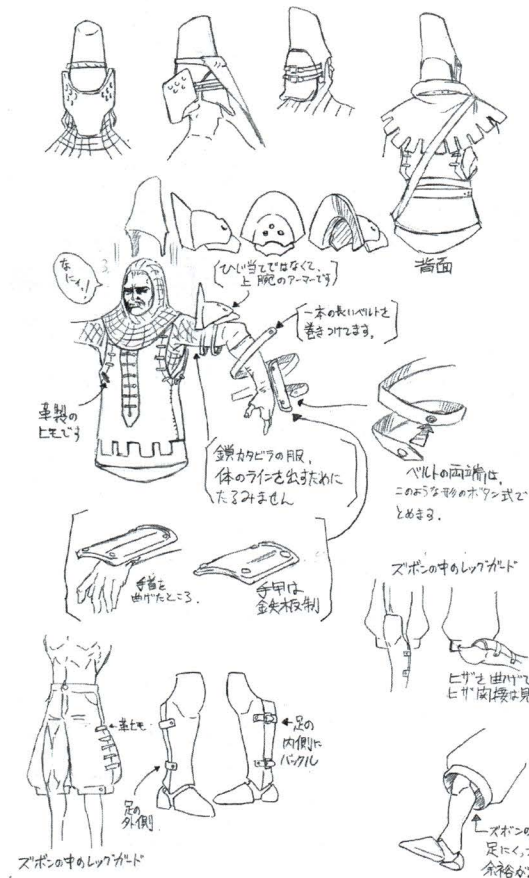 背面
なにィ!
ひじ当てではなくて、
上腕のアーマーです
一本の長いベルトを
巻きつけてます。
革製の
ヒモです
鎖カタビラの服、
体のラインを出すために
たるみません
ベルトの両端は、
このような形のボタン式で
とめます。
手首を
曲げたところ.
手甲は
鉄板制
ズボンの中のレッグガード
ヒザを曲げて
ヒザ関接は見
革ヒモ
足の
内側に
バックル
足の
外側
ズボンの中のレッグガード
ズボンの
足にくっ
余裕が